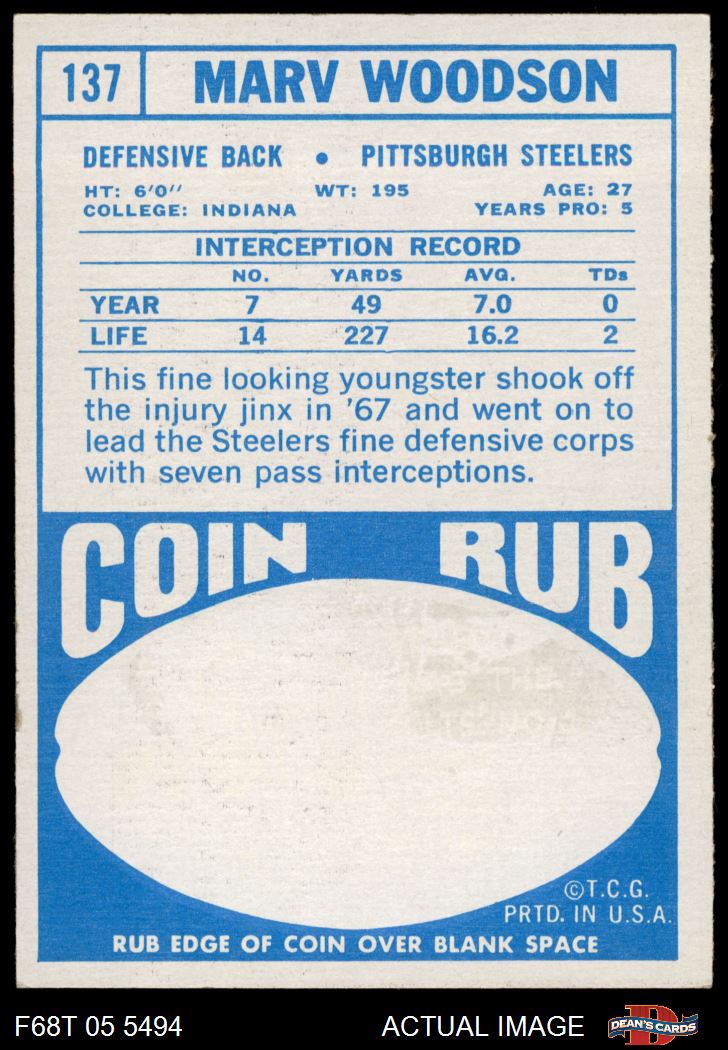 137 MARV WOODSON
DEFENSIVE BACK • PITTSBURGH STEELERS
HT: 6'0'' WT: 195 AGE: 27
COLLEGE: INDIANA YEARS PRO: 5
INTERCEPTION RECORD
NO. YARDS AVG. TDs
YEAR 7 49 7.0 0
LIFE 14 227 16.2 2
This fine looking youngster shook off
the injury jinx in '67 and went on to
lead the Steelers fine defensive corps
with seven pass interceptions.
COIN RUB
©T.C.G.
PRTD. IN U.S.A.
RUB EDGE OF COIN OVER BLANK SPACE
F68T 05 5494 ACTUAL IMAGE DEAN'S CARDS